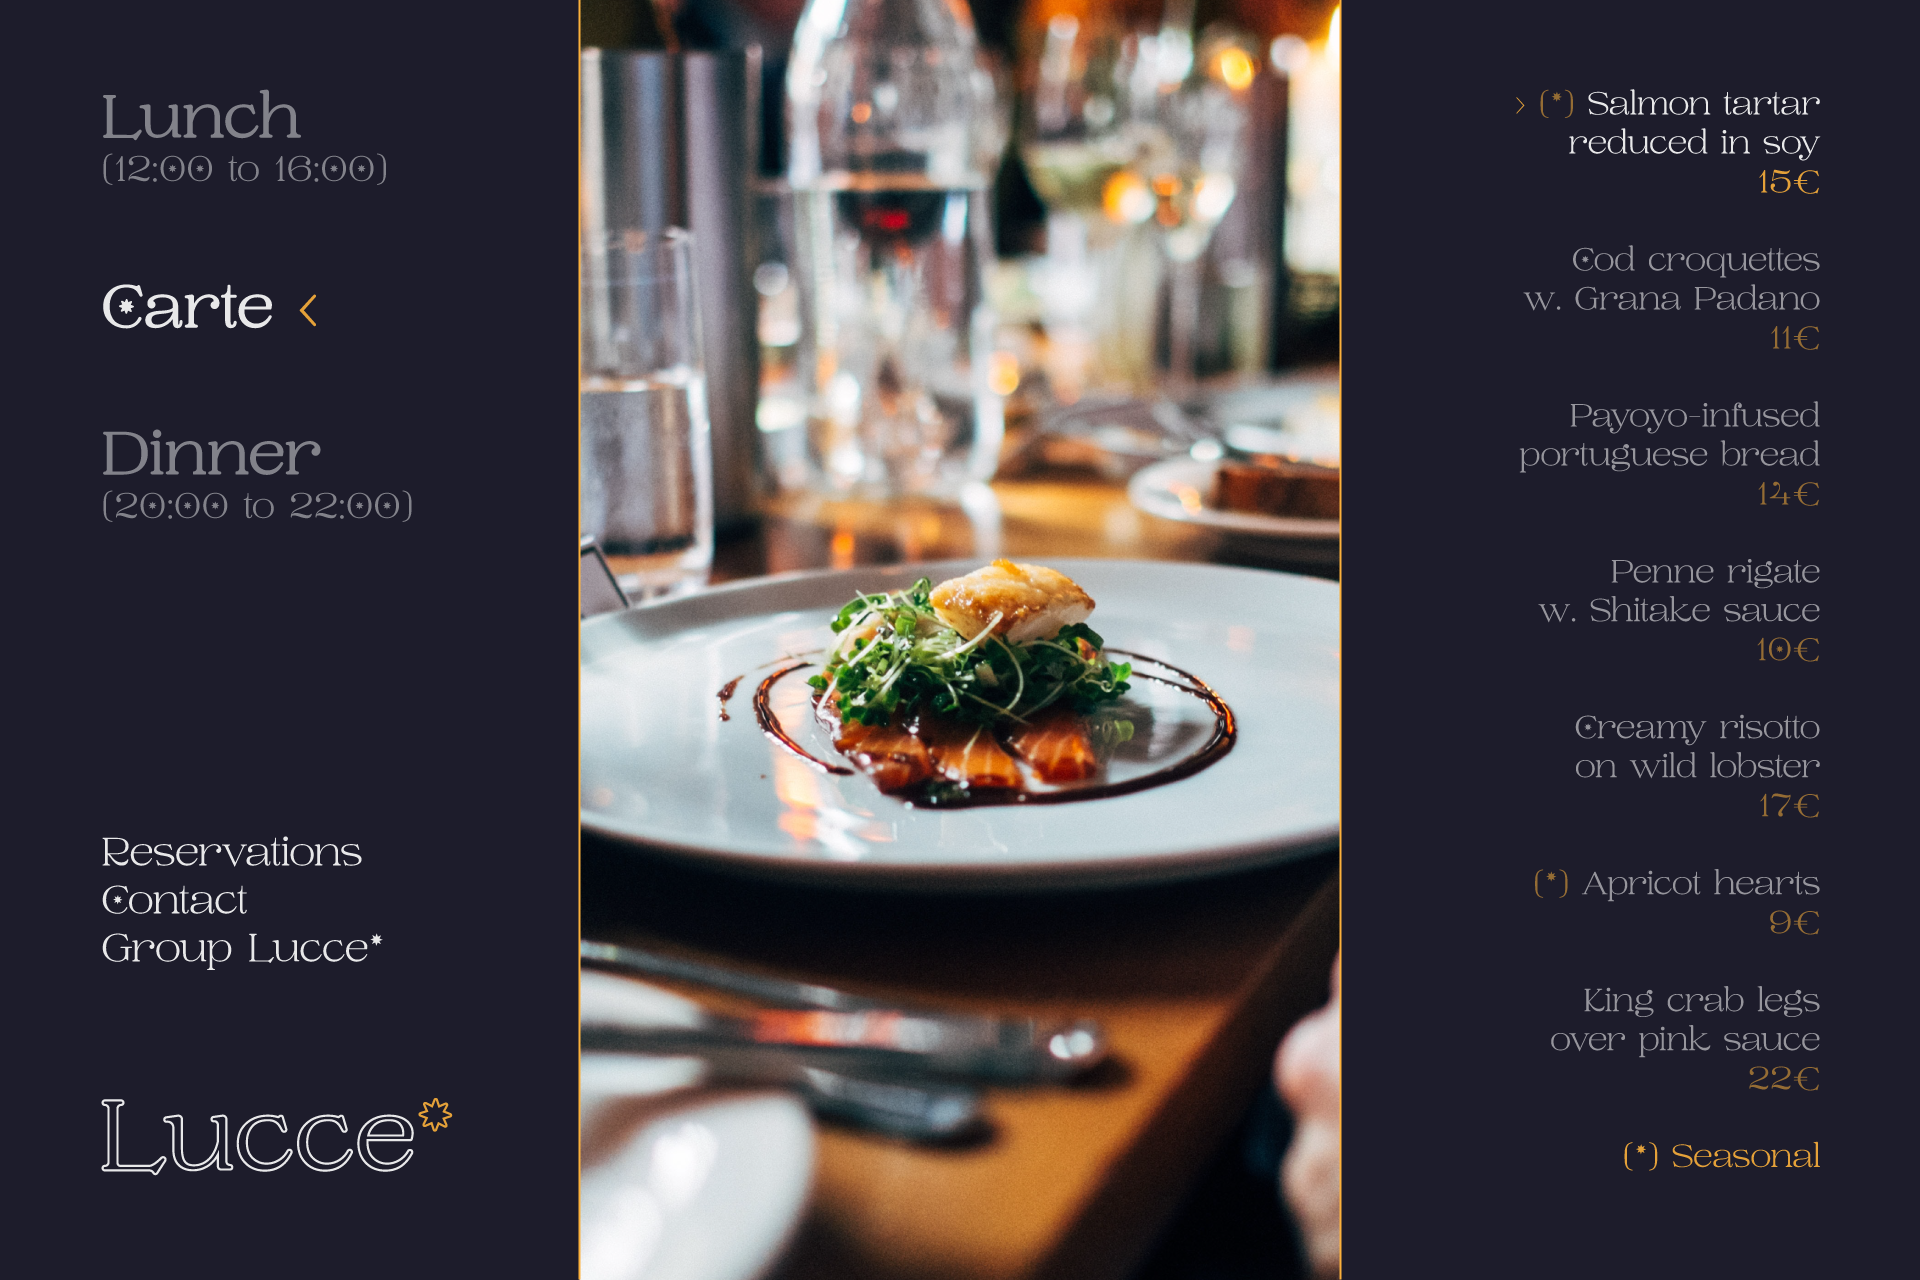 Lunch
(12:00 to 16:00)
Carte <
Dinner
(20:00 to 22:00)
Reservations
Contact
Group Lucce*
Lucce*
> (*) Salmon tartar
reduced in soy
15€
Cod croquettes
w. Grana Padano
11€
Payoyo-infused
portuguese bread
14€
Penne rigate
w. Shitake sauce
10€
Creamy risotto
on wild lobster
17€
(*) Apricot hearts
9€
King crab legs
over pink sauce
22€
(*) Seasonal